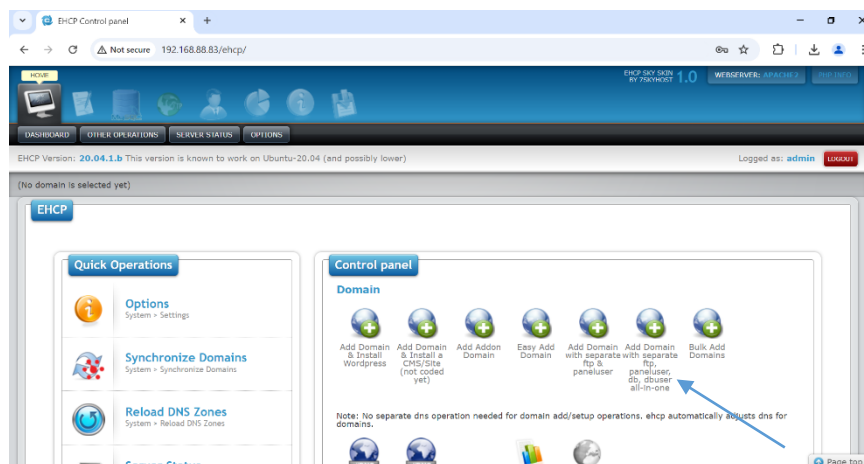 EHCP Control panel
Not secure 192.168.88.83/ehcp/
HOME
EHCP SKY SKIN
BY 7SKYHOST 1.0
WEBSERVER: APACHE2
PHP INFO
DASHBOARD OTHER OPERATIONS SERVER STATUS OPTIONS
EHCP Version: 20.04.1.b This version is known to work on Ubuntu-20.04 (and possibly lower)
Logged as: admin LOGOUT
(No domain is selected yet)
EHCP
Quick Operations
Options
System > Settings
Synchronize Domains
System > Synchronize Domains
Reload DNS Zones
System > Reload DNS Zones
Control panel
Domain
Add Domain
& Install
Wordpress
Add Domain
& Install a
CMS/Site
(not coded
yet)
Add Addon
Domain
Easy Add
Domain
Add Domain
with separate
ftp &
paneluser
Add Domain
with separate
ftp,
paneluser,
db, dbuser
all-in-one
Bulk Add
Domains
Note: No separate dns operation needed for domain add/setup operations, ehcp automatically adjusts dns for
domains.
Page top